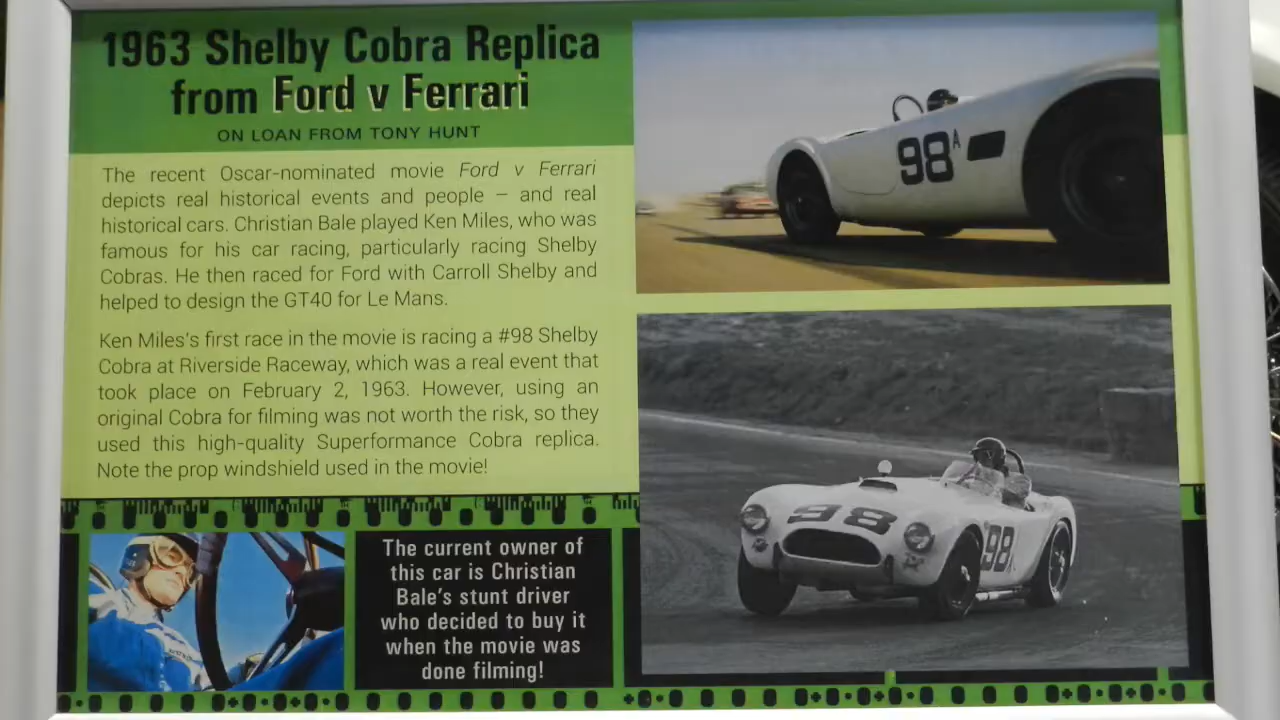 1963 Shelby Cobra Replica
from Ford v Ferrari
ON LOAN FROM TONY HUNT
The recent Oscar-nominated movie Ford v Ferrari
depicts real historical events and people – and real
historical cars. Christian Bale played Ken Miles, who was
famous for his car racing, particularly racing Shelby
Cobras. He then raced for Ford with Carroll Shelby and
helped to design the GT40 for Le Mans.
Ken Miles's first race in the movie is racing a #98 Shelby
Cobra at Riverside Raceway, which was a real event that
took place on February 2, 1963. However, using an
original Cobra for filming was not worth the risk, so they
used this high-quality Superformance Cobra replica.
Note the prop windshield used in the movie!
The current owner of
this car is Christian
Bale's stunt driver
who decided to buy it
when the movie was
done filming!
98 A
98
98